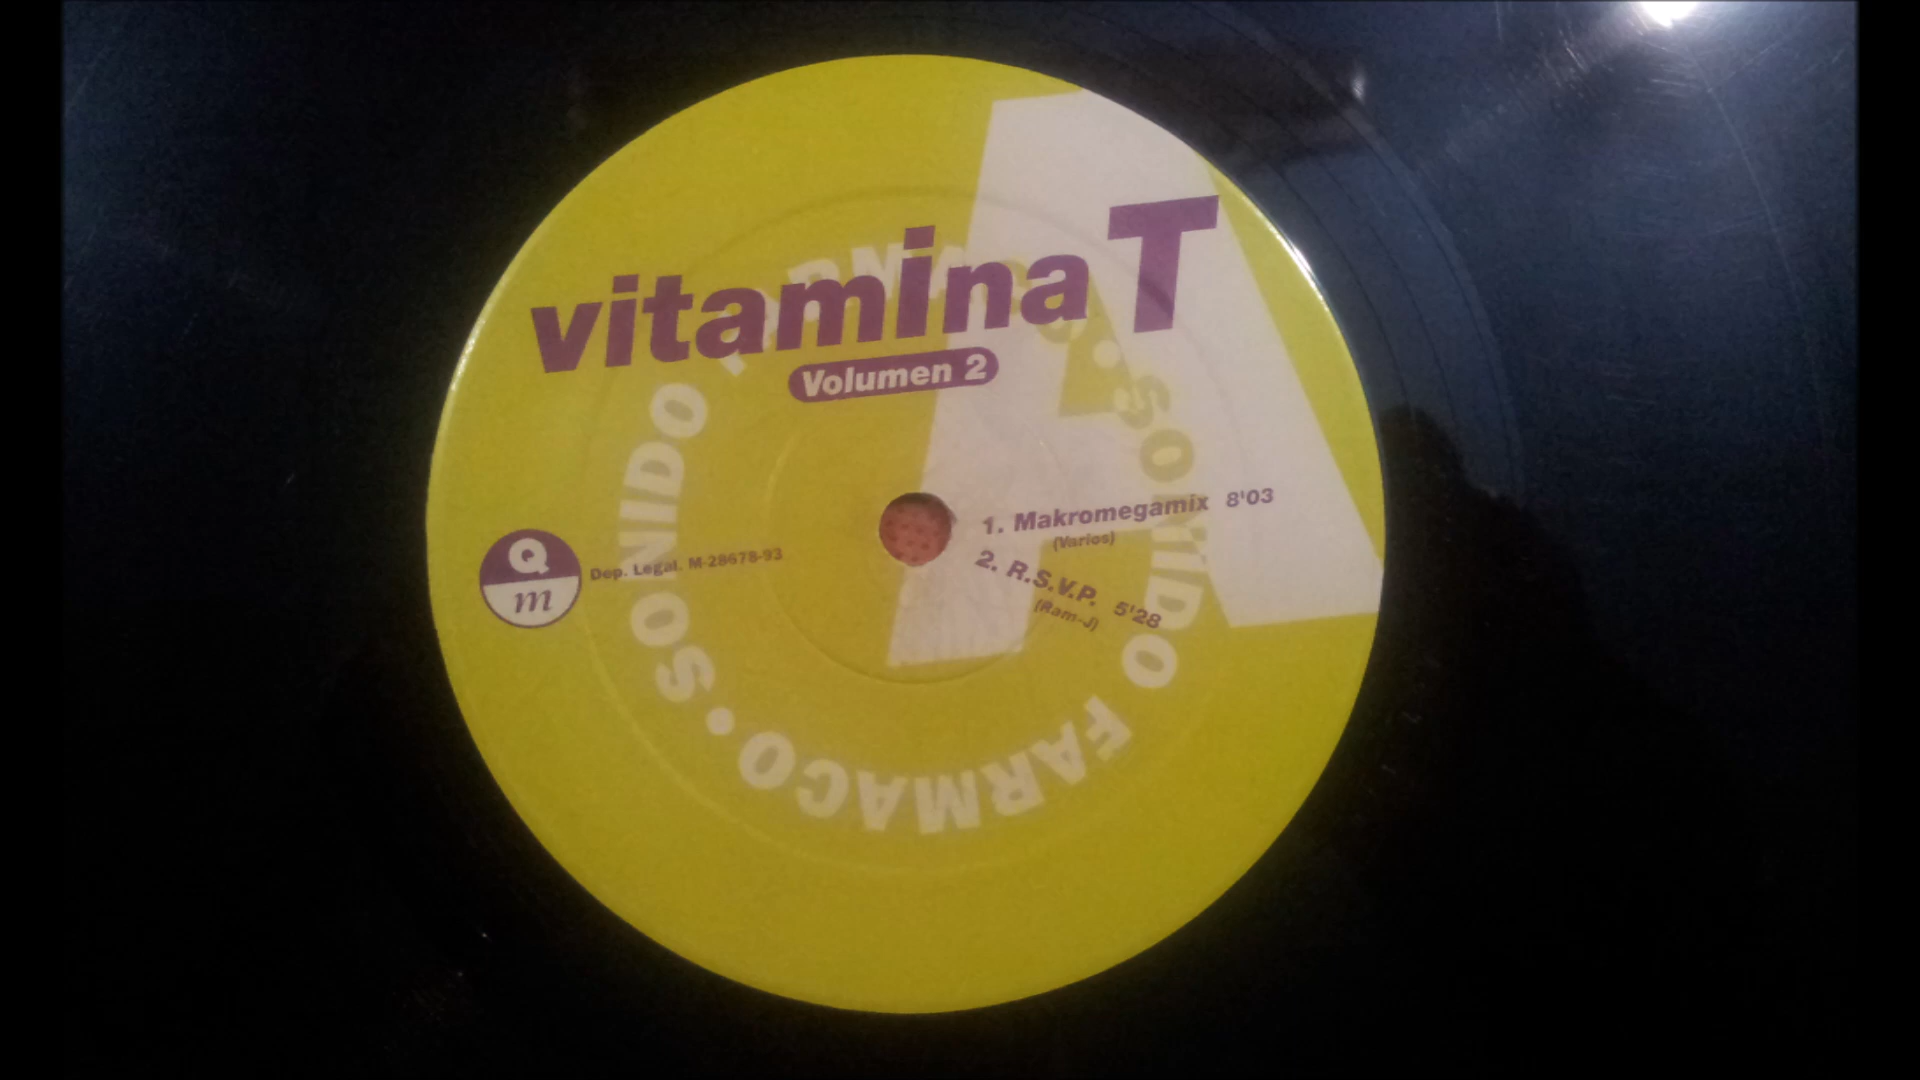 A
vitamina T
Volumen 2
1. Makromegamix 8'03
(Varios)
2. R.S.V.P. 5'28
(Ram-J)
Q
m
Dep. Legal. M-28678-93
SONIDO FARMACO • SONIDO FARMACO •